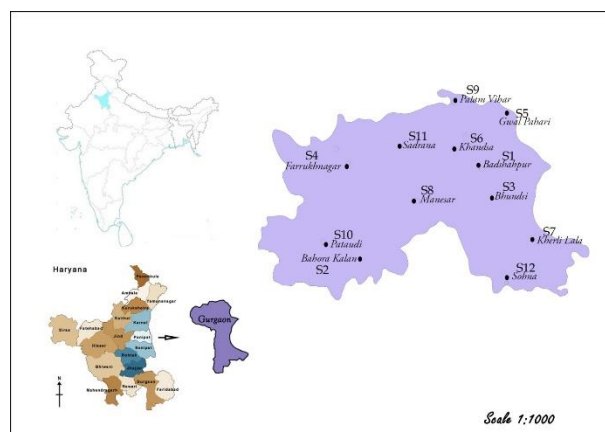 S9
Palam Vihar
S5
Gwal Pahari
S11
Sadrana
S6
Khandsa
S4
Farrukhnagar
S1
Badshahpur
S8
Manesar
S3
Bhundsi
S7
Kherli Lala
S10
Pataudi
Bahora Kalan
S2
S12
Sohna
Haryana
Panchkula
Ambala
Yamunanagar
Kurukshetra
Kaithal
Karnal
Sirsa
Fatehabad
Jind
Panipat
Hisar
Sonipat
Rohtak
Bhiwani
Jhajjar
Gurgaon
Rewari
Mahendragarh
Faridabad
N
Gurgaon
Scale 1:1000